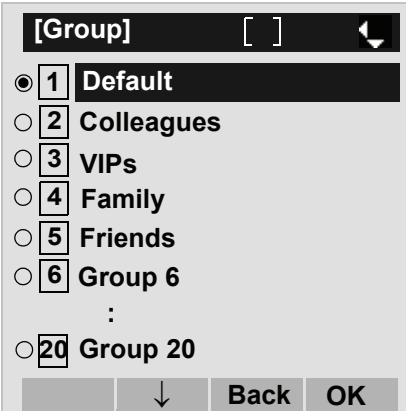 [Group] [ ]
1 Default
2 Colleagues
3 VIPs
4 Family
5 Friends
6 Group 6
:
20 Group 20
↓ Back OK